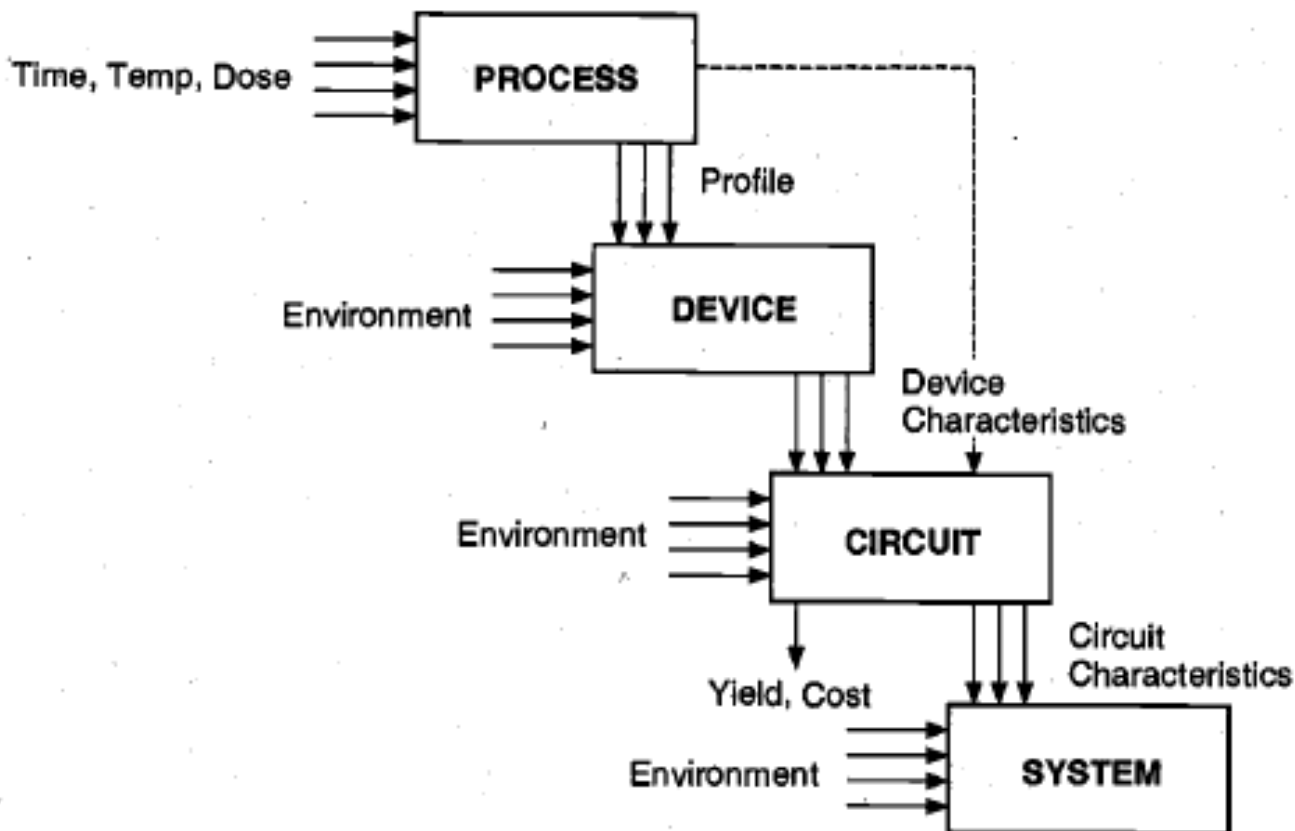 PROCESS
Time, Temp, Dose
Profile
DEVICE
Environment
Device
Characteristics
CIRCUIT
Environment
Circuit
Characteristics
Yield, Cost
SYSTEM
Environment